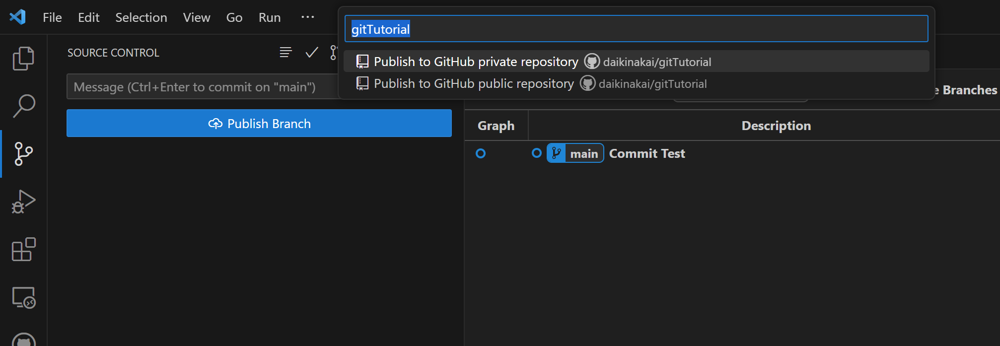 File Edit Selection View Go Run ···
gitTutorial
SOURCE CONTROL
Publish to GitHub private repository daikinakai/gitTutorial
Publish to GitHub public repository daikinakai/gitTutorial
Message (Ctrl+Enter to commit on "main")
Branches
Publish Branch
Graph Description
main Commit Test